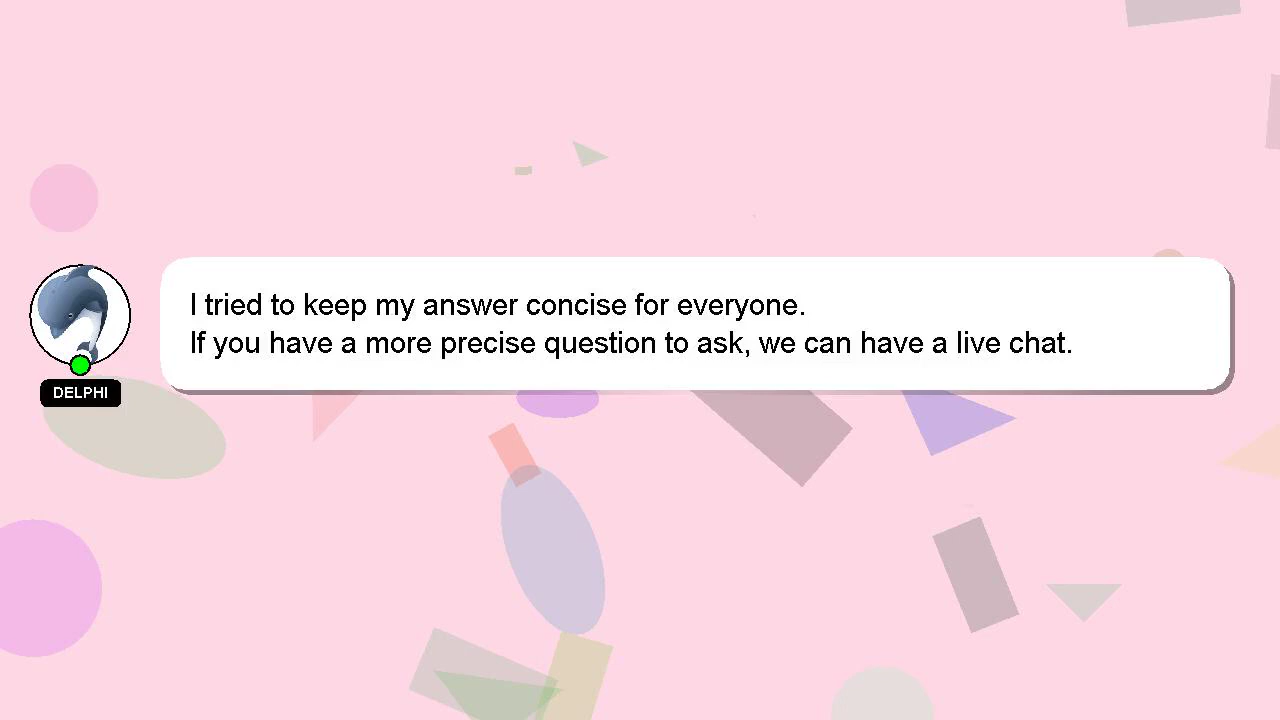 I tried to keep my answer concise for everyone.
If you have a more precise question to ask, we can have a live chat.
DELPHI